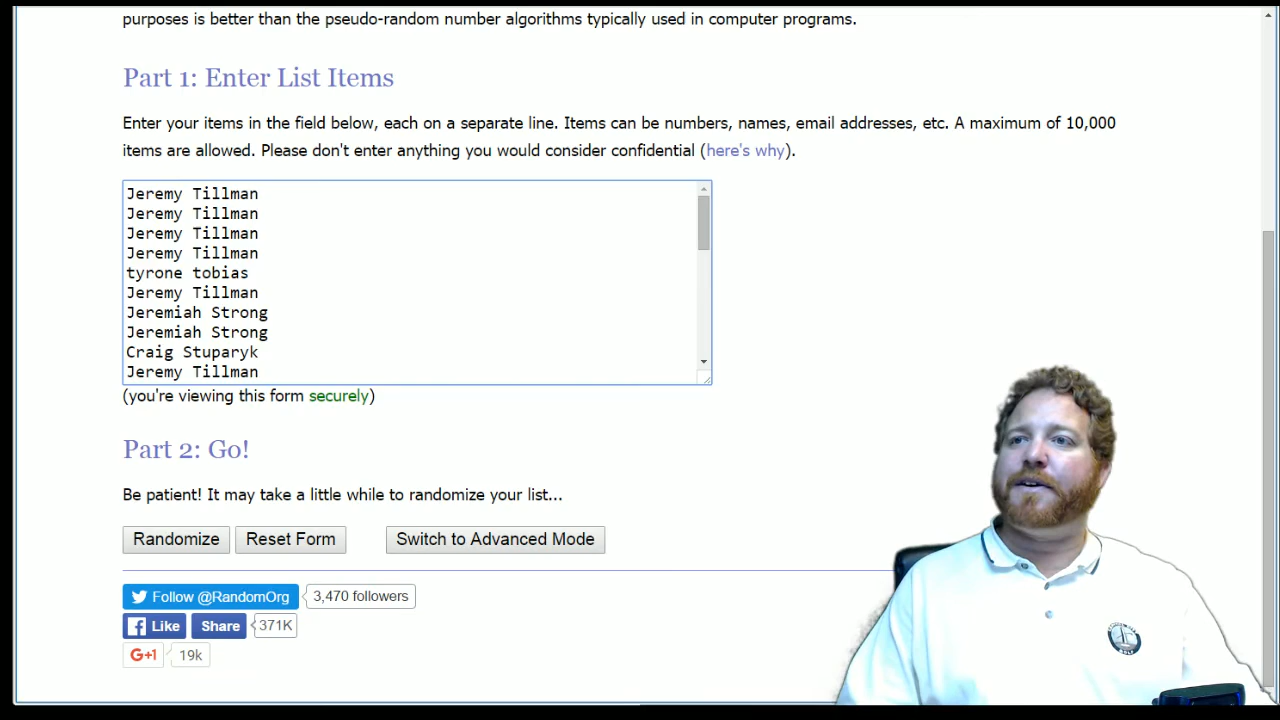 purposes is better than the pseudo-random number algorithms typically used in computer programs.
Part 1: Enter List Items
Enter your items in the field below, each on a separate line. Items can be numbers, names, email addresses, etc. A maximum of 10,000
items are allowed. Please don't enter anything you would consider confidential (here's why).
Jeremy Tillman
Jeremy Tillman
Jeremy Tillman
Jeremy Tillman
tyrone tobias
Jeremy Tillman
Jeremiah Strong
Jeremiah Strong
Craig Stuparyk
Jeremy Tillman
(you're viewing this form securely)
Part 2: Go!
Be patient! It may take a little while to randomize your list...
Randomize Reset Form Switch to Advanced Mode
Follow @RandomOrg 3,470 followers
Like Share 371K
G+1 19k